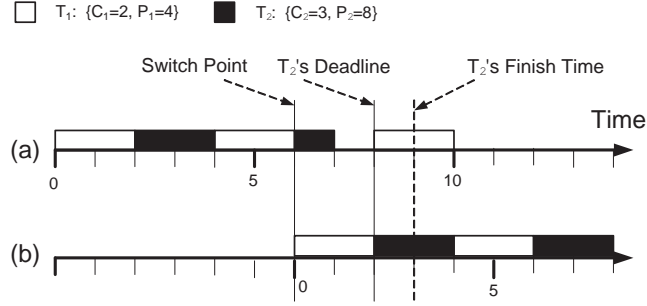 T₁: {C₁=2, P₁=4} T₂: {C₂=3, P₂=8}
Switch Point T₂'s Deadline T₂'s Finish Time
Time
(a)
0 5 10
(b)
0 5